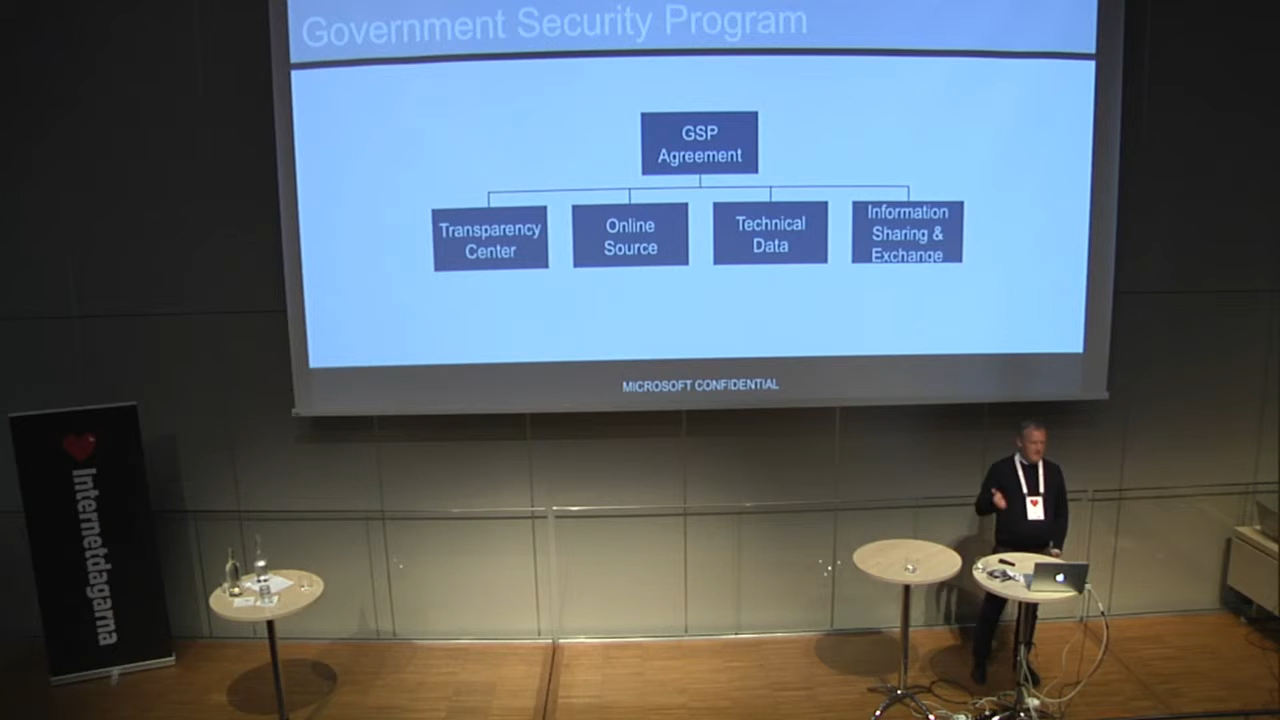 Government Security Program
GSP
Agreement
Transparency
Center
Online
Source
Technical
Data
Information
Sharing &
Exchange
MICROSOFT CONFIDENTIAL
Internetdagarna